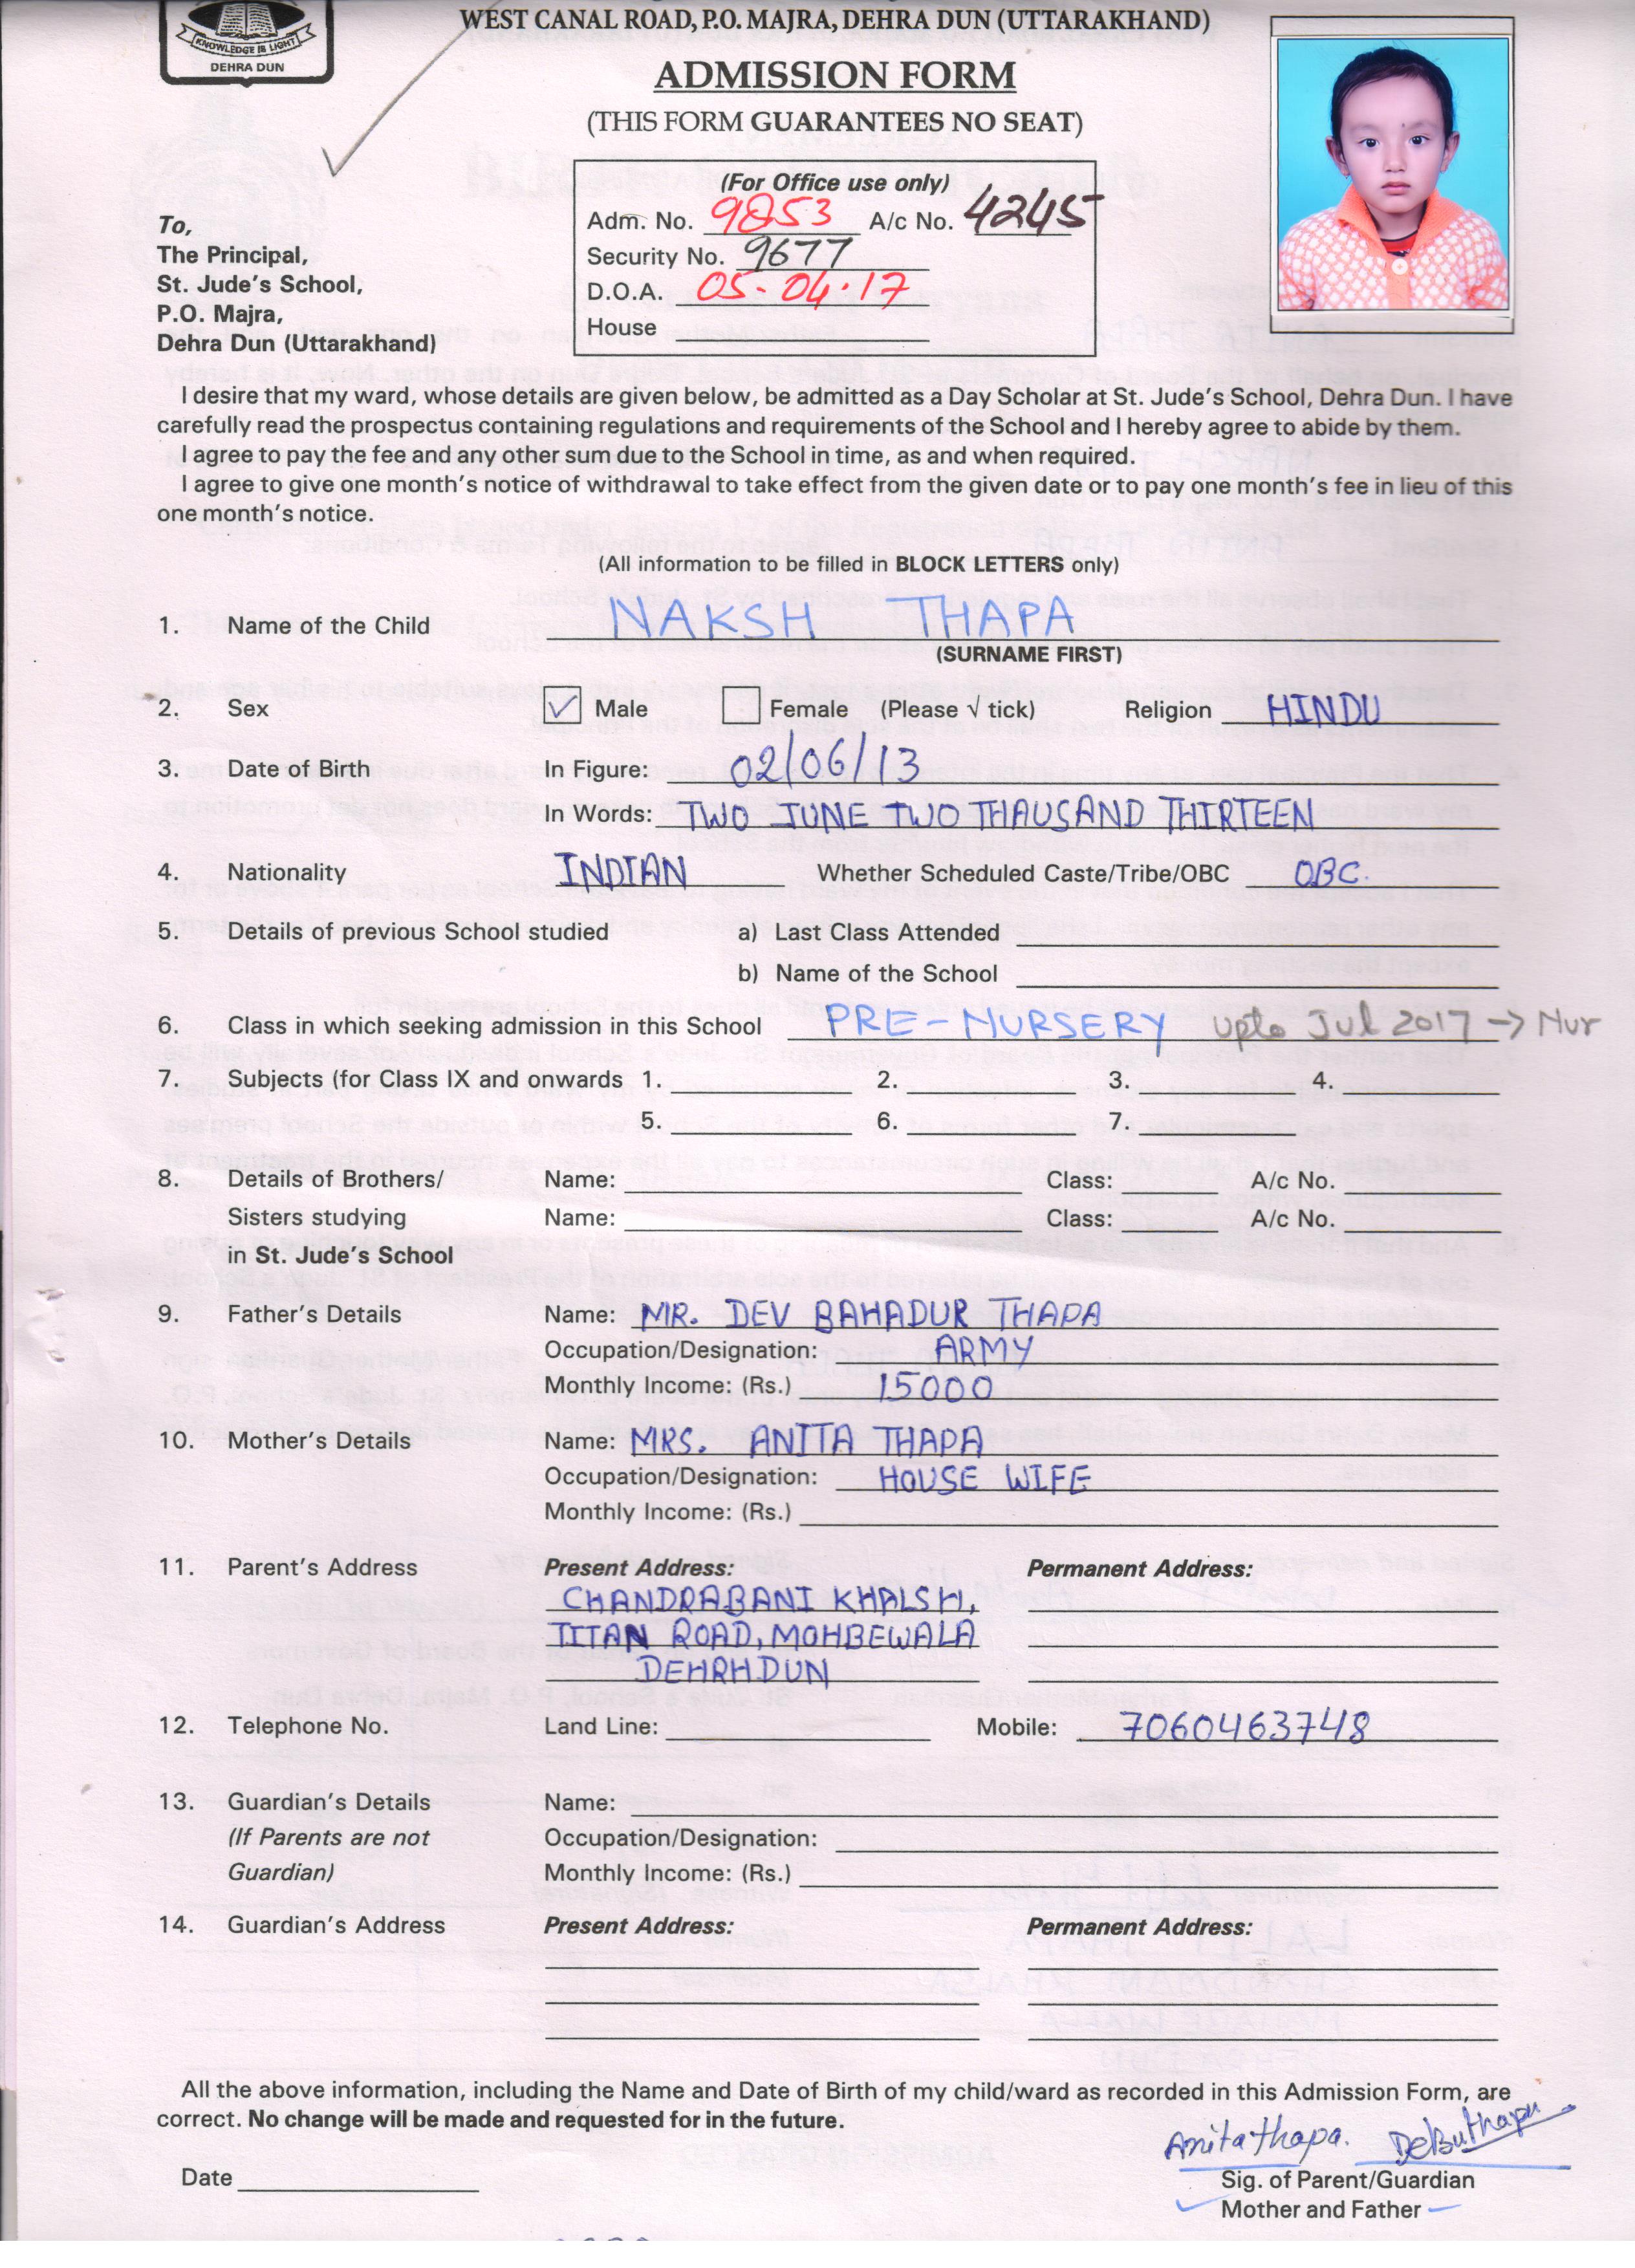 WEST CANAL ROAD, P.O. MAJRA, DEHRA DUN (UTTARAKHAND)
KNOWLEDGE IS LIGHT
DEHRA DUN
ADMISSION FORM
(THIS FORM GUARANTEES NO SEAT)
(For Office use only)
Adm. No. 9853 A/c No. 4245
Security No. 9677
D.O.A. 05-04-17
House
To,
The Principal,
St. Jude's School,
P.O. Majra,
Dehra Dun (Uttarakhand)
I desire that my ward, whose details are given below, be admitted as a Day Scholar at St. Jude's School, Dehra Dun. I have
carefully read the prospectus containing regulations and requirements of the School and I hereby agree to abide by them.
I agree to pay the fee and any other sum due to the School in time, as and when required.
I agree to give one month's notice of withdrawal to take effect from the given date or to pay one month's fee in lieu of this
one month's notice.
(All information to be filled in BLOCK LETTERS only)
1. Name of the Child NAKSH THAPA
(SURNAME FIRST)
2. Sex ✓ Male Female (Please √ tick) Religion HINDU
3. Date of Birth In Figure: 02/06/13
In Words: TWO JUNE TWO THAUSAND THIRTEEN
4. Nationality INDIAN Whether Scheduled Caste/Tribe/OBC OBC.
5. Details of previous School studied a) Last Class Attended
b) Name of the School
6. Class in which seeking admission in this School PRE-NURSERY upto Jul 2017 → Nur
7. Subjects (for Class IX and onwards 1. 2. 3. 4.
5. 6. 7.
8. Details of Brothers/ Name: Class: A/c No.
Sisters studying Name: Class: A/c No.
in St. Jude's School
9. Father's Details Name: MR. DEV BAHADUR THAPA
Occupation/Designation: ARMY
Monthly Income: (Rs.) 15000
10. Mother's Details Name: MRS. ANITA THAPA
Occupation/Designation: HOUSE WIFE
Monthly Income: (Rs.)
11. Parent's Address Present Address: Permanent Address:
CHANDRABANI KHALSH,
TITAN ROAD, MOHBEWALA
DEHRHDUN
12. Telephone No. Land Line: Mobile: 7060463748
13. Guardian's Details Name:
(If Parents are not Occupation/Designation:
Guardian) Monthly Income: (Rs.)
14. Guardian's Address Present Address: Permanent Address:
All the above information, including the Name and Date of Birth of my child/ward as recorded in this Admission Form, are
correct. No change will be made and requested for in the future.
Anita thapa. Debuthapa
Date Sig. of Parent/Guardian
Mother and Father